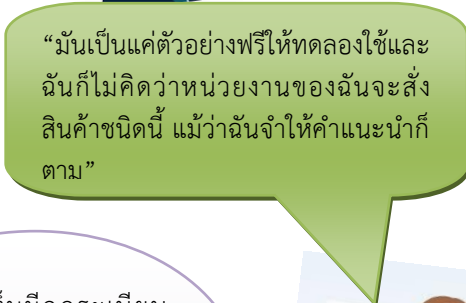 “มันเป็นแค่ตัวอย่างฟรีให้ทดลองใช้และ
ฉันก็ไม่คิดว่าหน่วยงานของฉันจะสั่ง
สินค้าชนิดนี้ แม้ว่าฉันจำให้คำแนะนำก็
ตาม”